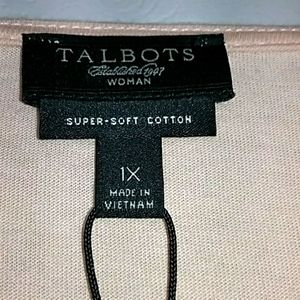 TALBOTS
Established 1947
WOMAN
SUPER-SOFT COTTON
1X
MADE IN
VIETNAM